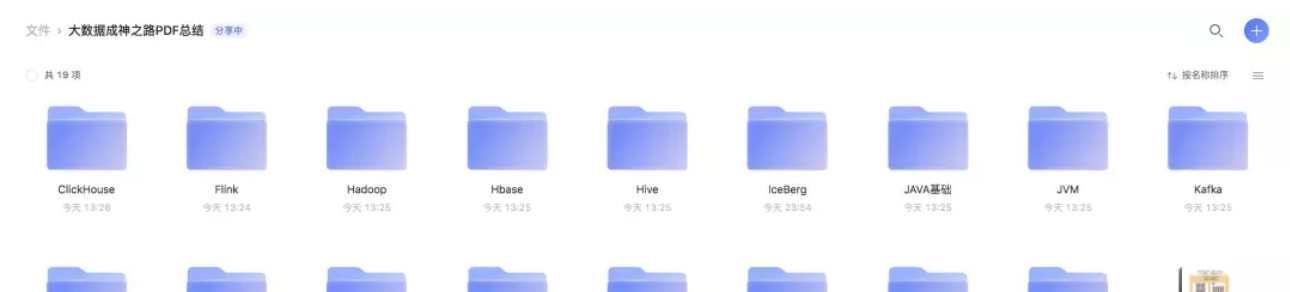 文件 › 大数据成神之路PDF总结 分享中
共 19 项 按名称排序
ClickHouse Flink Hadoop Hbase Hive IceBerg JAVA基础 JVM Kafka
今天 13:26 今天 13:24 今天 13:25 今天 13:25 今天 13:25 今天 23:54 今天 13:25 今天 13:25 今天 13:25